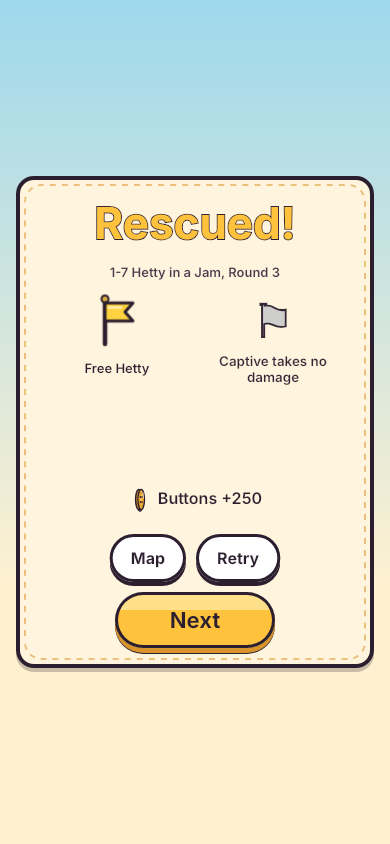 Rescued!
1-7 Hetty in a Jam, Round 3
Free Hetty
Captive takes no
damage
Buttons +250
Map
Retry
Next